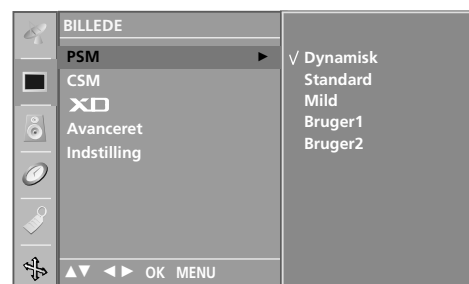 BILLEDE
PSM ►
CSM
XD
Avanceret
Indstilling
▲▼ ◄► OK MENU
√ Dynamisk
Standard
Mild
Bruger1
Bruger2